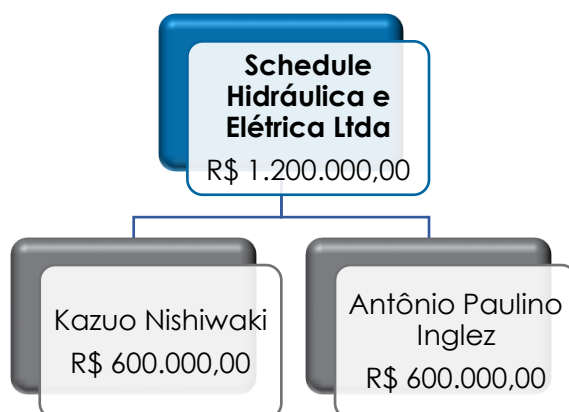 Schedule
Hidráulica e
Elétrica Ltda
R$ 1.200.000,00
Kazuo Nishiwaki
R$ 600.000,00
Antônio Paulino
Inglez
R$ 600.000,00